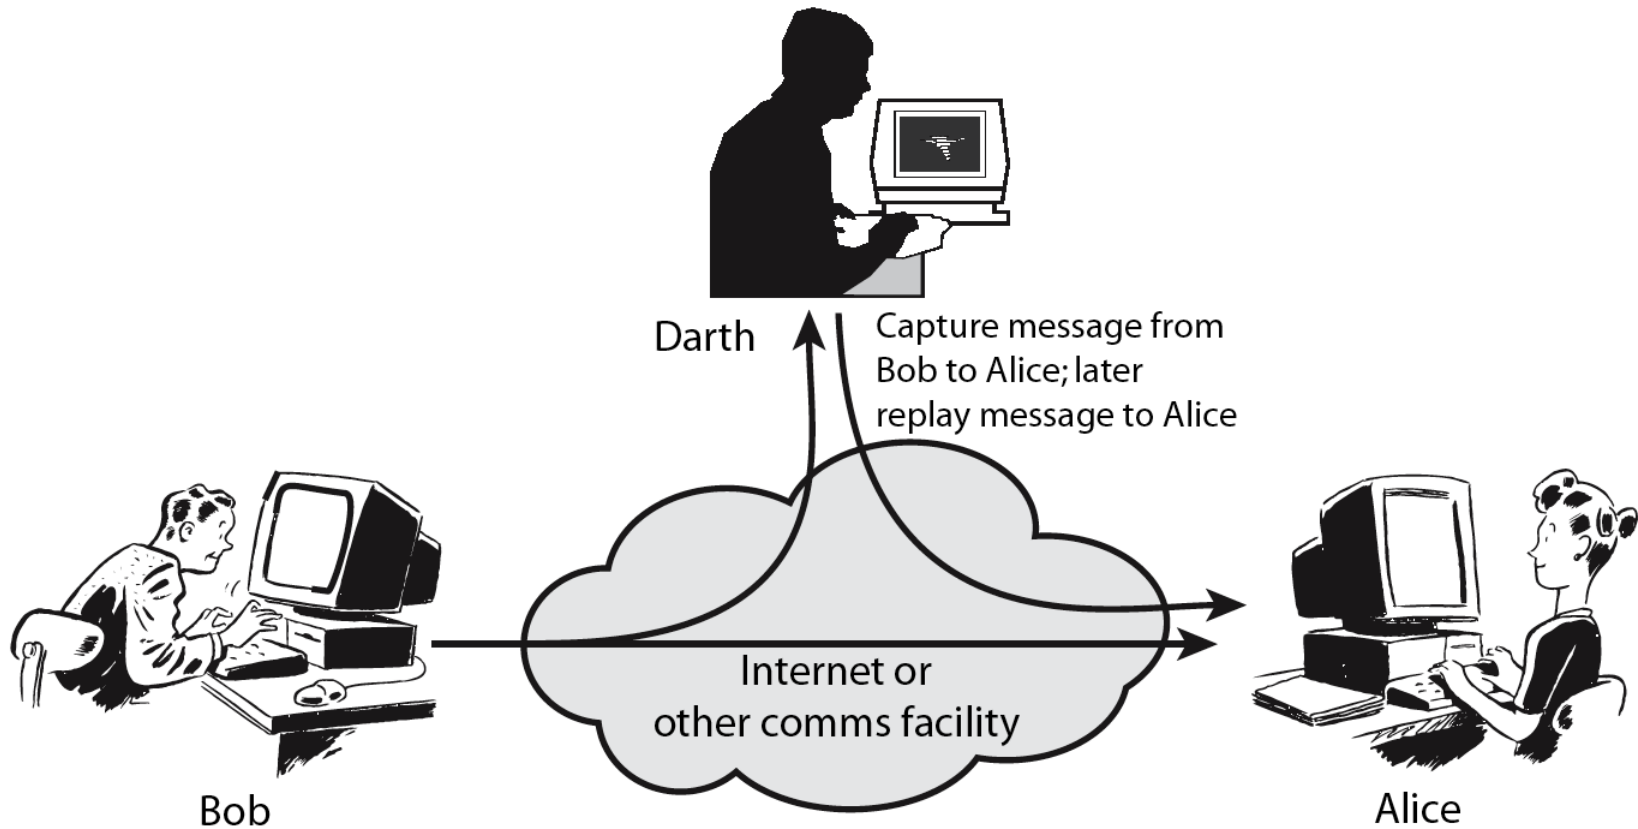 Darth
Capture message from
Bob to Alice; later
replay message to Alice
Internet or
other comms facility
Bob
Alice